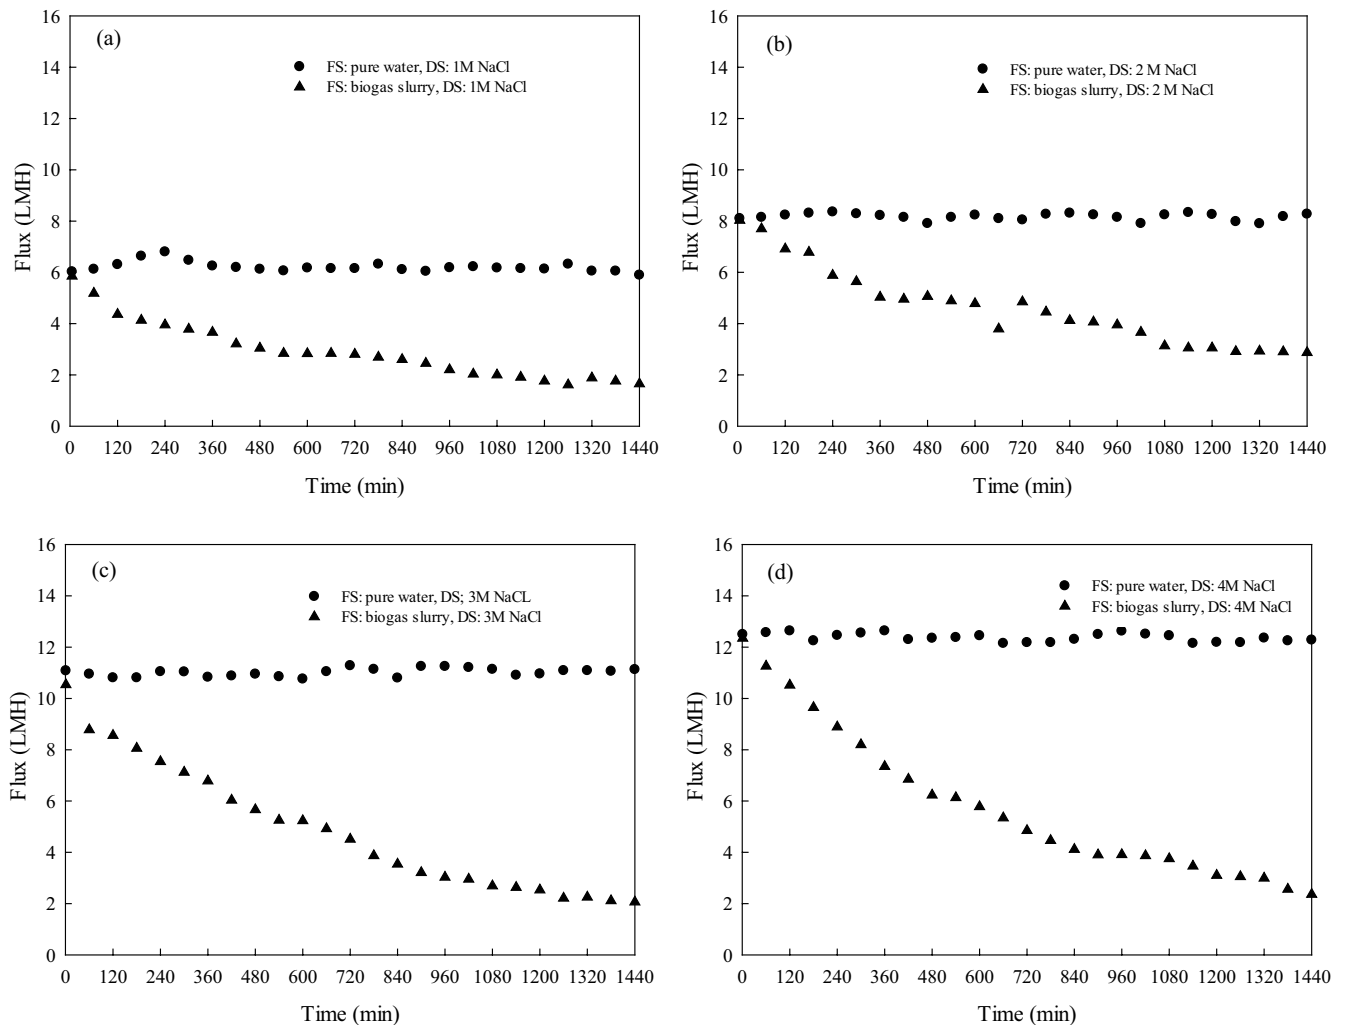 (a)
FS: pure water, DS: 1M NaCl
FS: biogas slurry, DS: 1M NaCl
Flux (LMH)
16
14
12
10
8
6
4
2
0
0 120 240 360 480 600 720 840 960 1080 1200 1320 1440
Time (min)
(b)
FS: pure water, DS: 2 M NaCl
FS: biogas slurry, DS: 2 M NaCl
Flux (LMH)
16
14
12
10
8
6
4
2
0
0 120 240 360 480 600 720 840 960 1080 1200 1320 1440
Time (min)
(c)
FS: pure water, DS; 3M NaCL
FS: biogas slurry, DS: 3M NaCl
Flux (LMH)
16
14
12
10
8
6
4
2
0
0 120 240 360 480 600 720 840 960 1080 1200 1320 1440
Time (min)
(d)
FS: pure water, DS: 4M NaCl
FS: biogas slurry, DS: 4M NaCl
Flux (LMH)
16
14
12
10
8
6
4
2
0
0 120 240 360 480 600 720 840 960 1080 1200 1320 1440
Time (min)